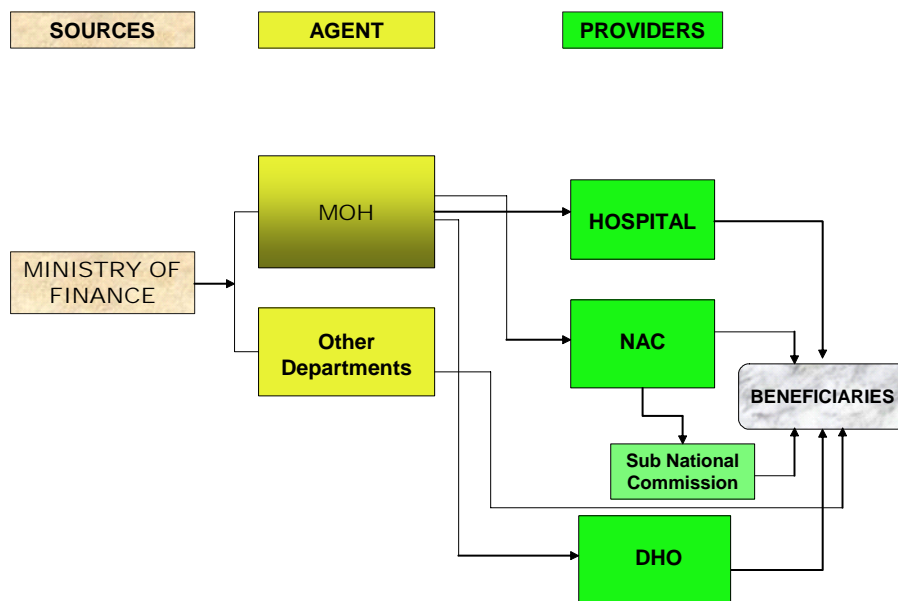 SOURCES
AGENT
PROVIDERS
MOH
HOSPITAL
MINISTRY OF
FINANCE
Other
Departments
NAC
BENEFICIARIES
Sub National
Commission
DHO